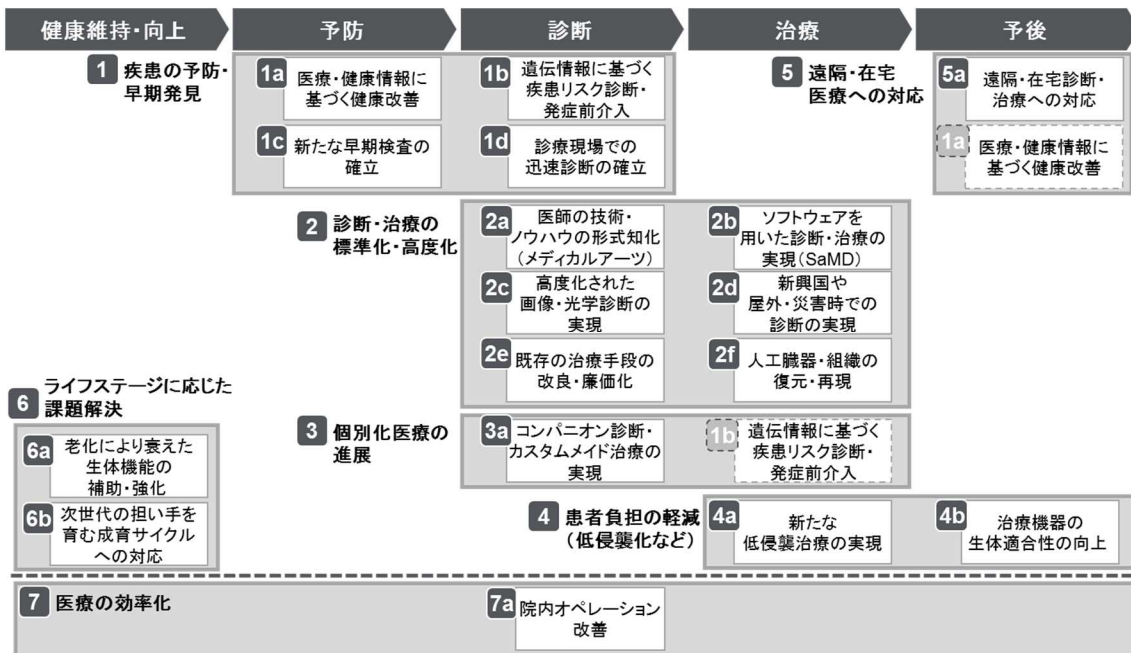 健康維持・向上
予防
診断
治療
予後
1
疾患の予防・
早期発見
1a
医療・健康情報に
基づく健康改善
1b
遺伝情報に基づく
疾患リスク診断・
発症前介入
1c
新たな早期検査の
確立
1d
診療現場での
迅速診断の確立
5
遠隔・在宅
医療への対応
5a
遠隔・在宅診断・
治療への対応
1a
医療・健康情報に
基づく健康改善
2
診断・治療の
標準化・高度化
2a
医師の技術・
ノウハウの形式知化
（メディカルアーツ）
2b
ソフトウェアを
用いた診断・治療の
実現（SaMD）
2c
高度化された
画像・光学診断の
実現
2d
新興国や
屋外・災害時での
診断の実現
2e
既存の治療手段の
改良・廉価化
2f
人工臓器・組織の
復元・再現
6
ライフステージに応じた
課題解決
6a
老化により衰えた
生体機能の
補助・強化
6b
次世代の担い手を
育む成育サイクル
への対応
3
個別化医療の
進展
3a
コンパニオン診断・
カスタムメイド治療の
実現
1b
遺伝情報に基づく
疾患リスク診断・
発症前介入
4
患者負担の軽減
（低侵襲化など）
4a
新たな
低侵襲治療の実現
4b
治療機器の
生体適合性の向上
7
医療の効率化
7a
院内オペレーション
改善